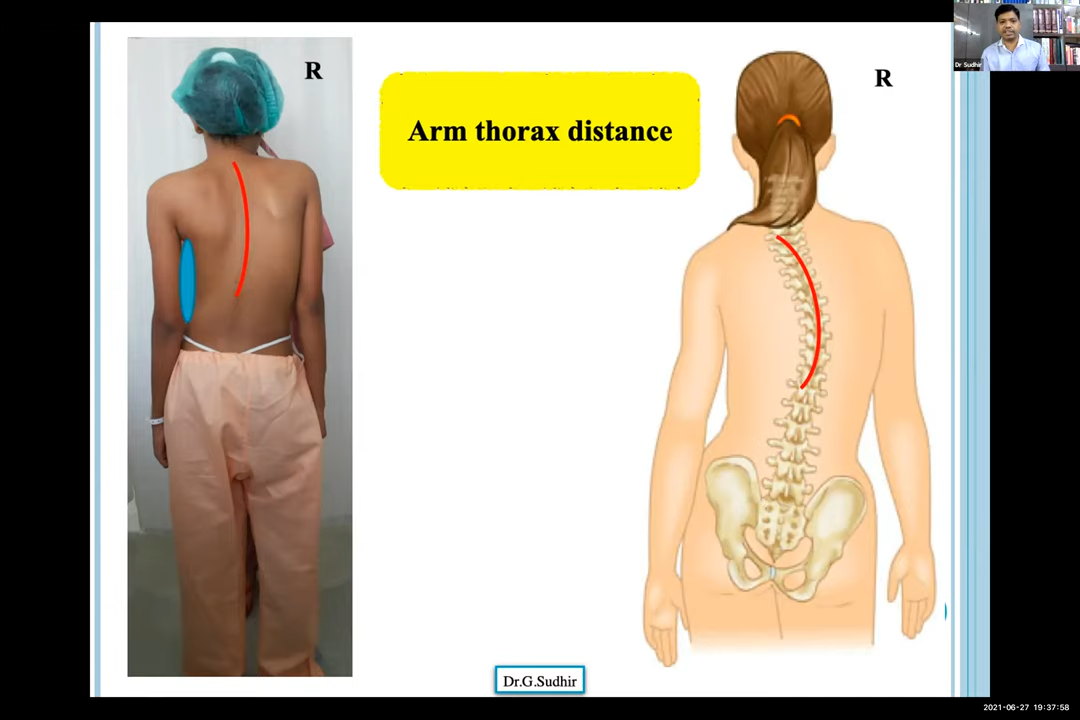 R
Arm thorax distance
R
Dr Sudhir
Dr.G.Sudhir
2021-06-27 19:37:58